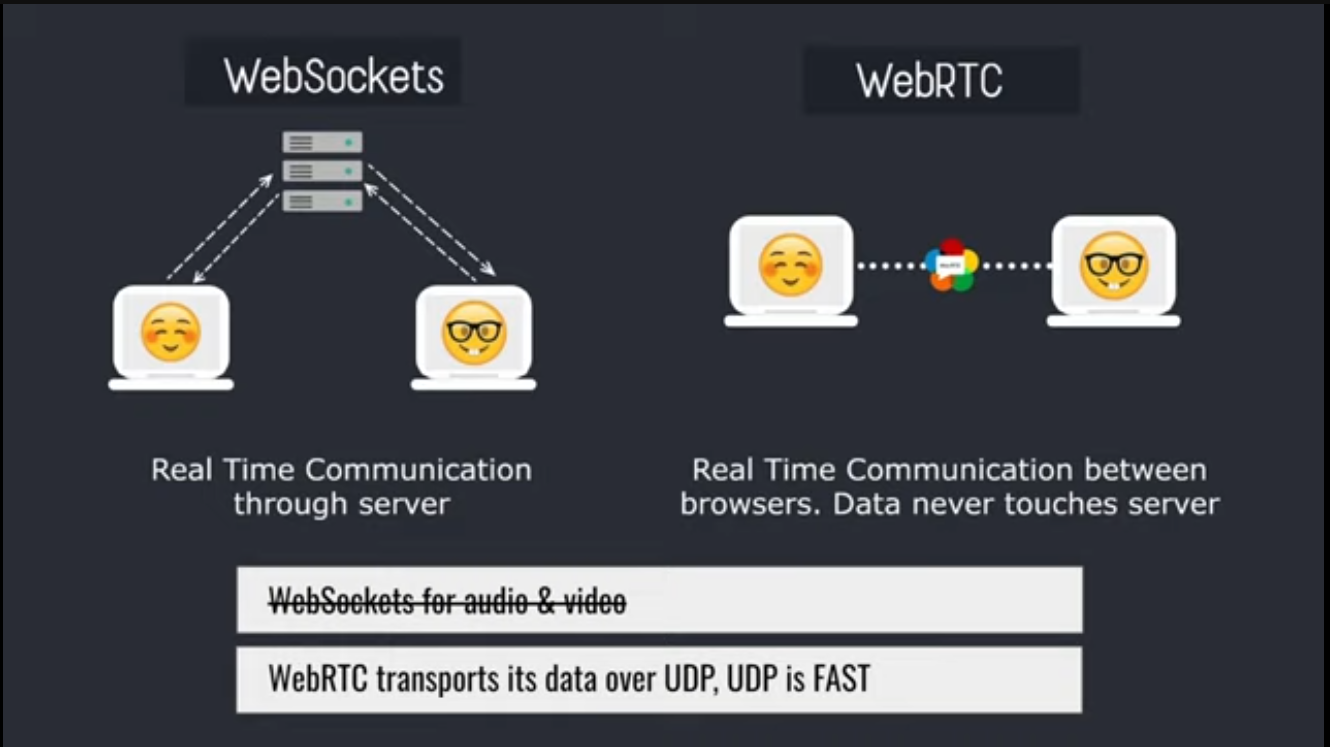 WebSockets
WebRTC
Real Time Communication
through server
Real Time Communication between
browsers. Data never touches server
WebSockets for audio & video
WebRTC transports its data over UDP, UDP is FAST